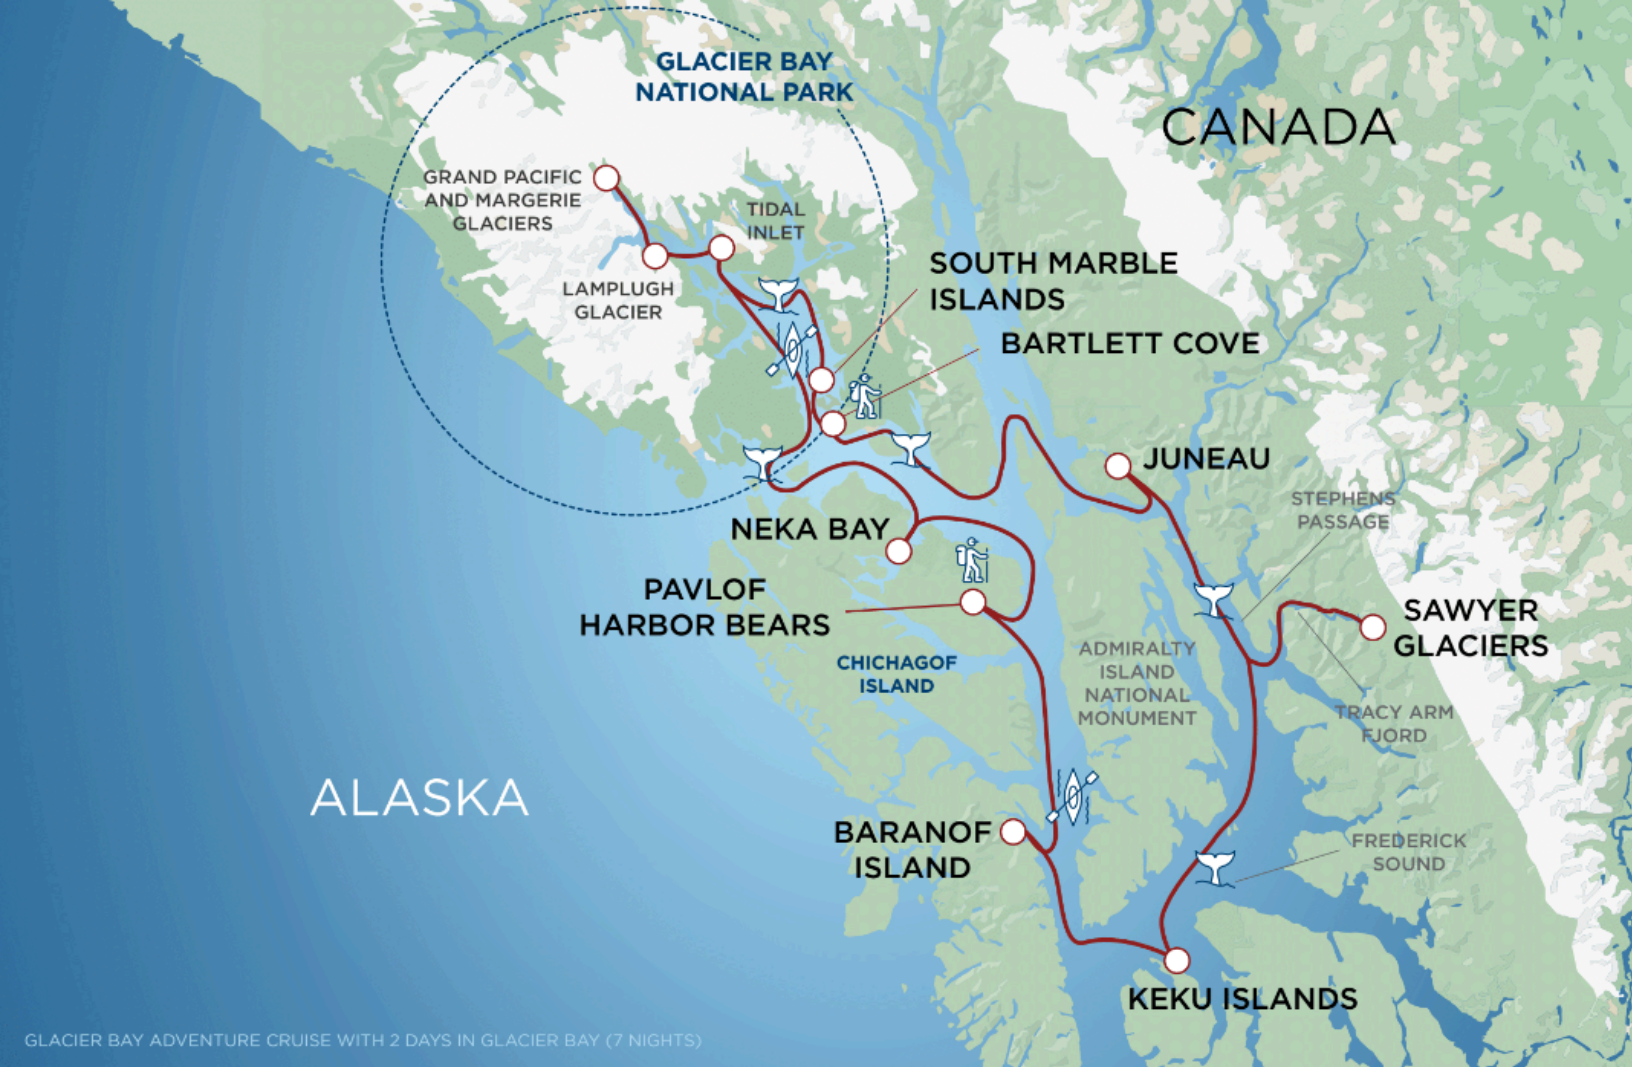 GLACIER BAY
NATIONAL PARK
CANADA
GRAND PACIFIC
AND MARGERIE
GLACIERS
TIDAL
INLET
LAMPLUGH
GLACIER
SOUTH MARBLE
ISLANDS
BARTLETT COVE
JUNEAU
STEPHENS
PASSAGE
NEKA BAY
PAVLOF
HARBOR BEARS
SAWYER
GLACIERS
CHICHAGOF
ISLAND
ADMIRALTY
ISLAND
NATIONAL
MONUMENT
TRACY ARM
FJORD
ALASKA
BARANOF
ISLAND
FREDERICK
SOUND
KEKU ISLANDS
GLACIER BAY ADVENTURE CRUISE WITH 2 DAYS IN GLACIER BAY (7 NIGHTS)